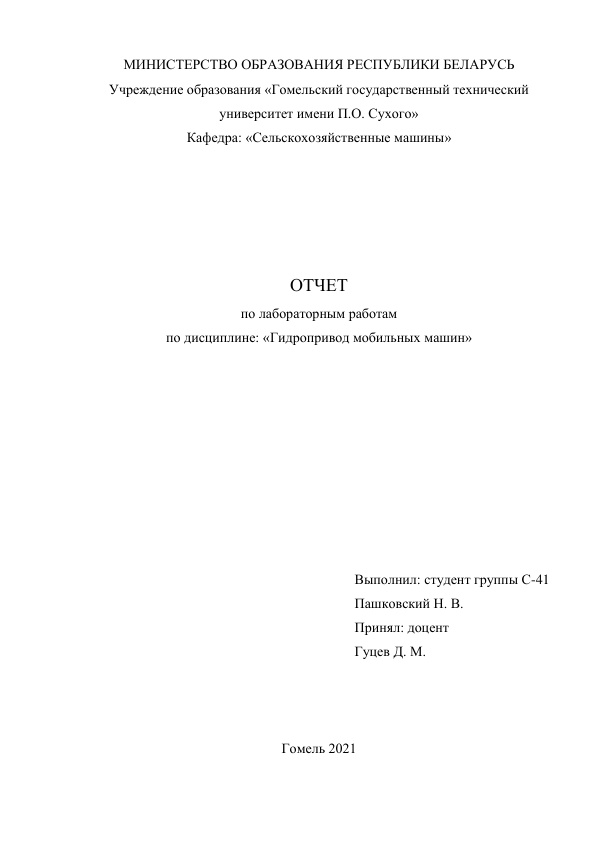 МИНИСТЕРСТВО ОБРАЗОВАНИЯ РЕСПУБЛИКИ БЕЛАРУСЬ
Учреждение образования «Гомельский государственный технический
университет имени П.О. Сухого»
Кафедра: «Сельскохозяйственные машины»
ОТЧЕТ
по лабораторным работам
по дисциплине: «Гидропривод мобильных машин»
Выполнил: студент группы С-41
Пашковский Н. В.
Принял: доцент
Гуцев Д. М.
Гомель 2021